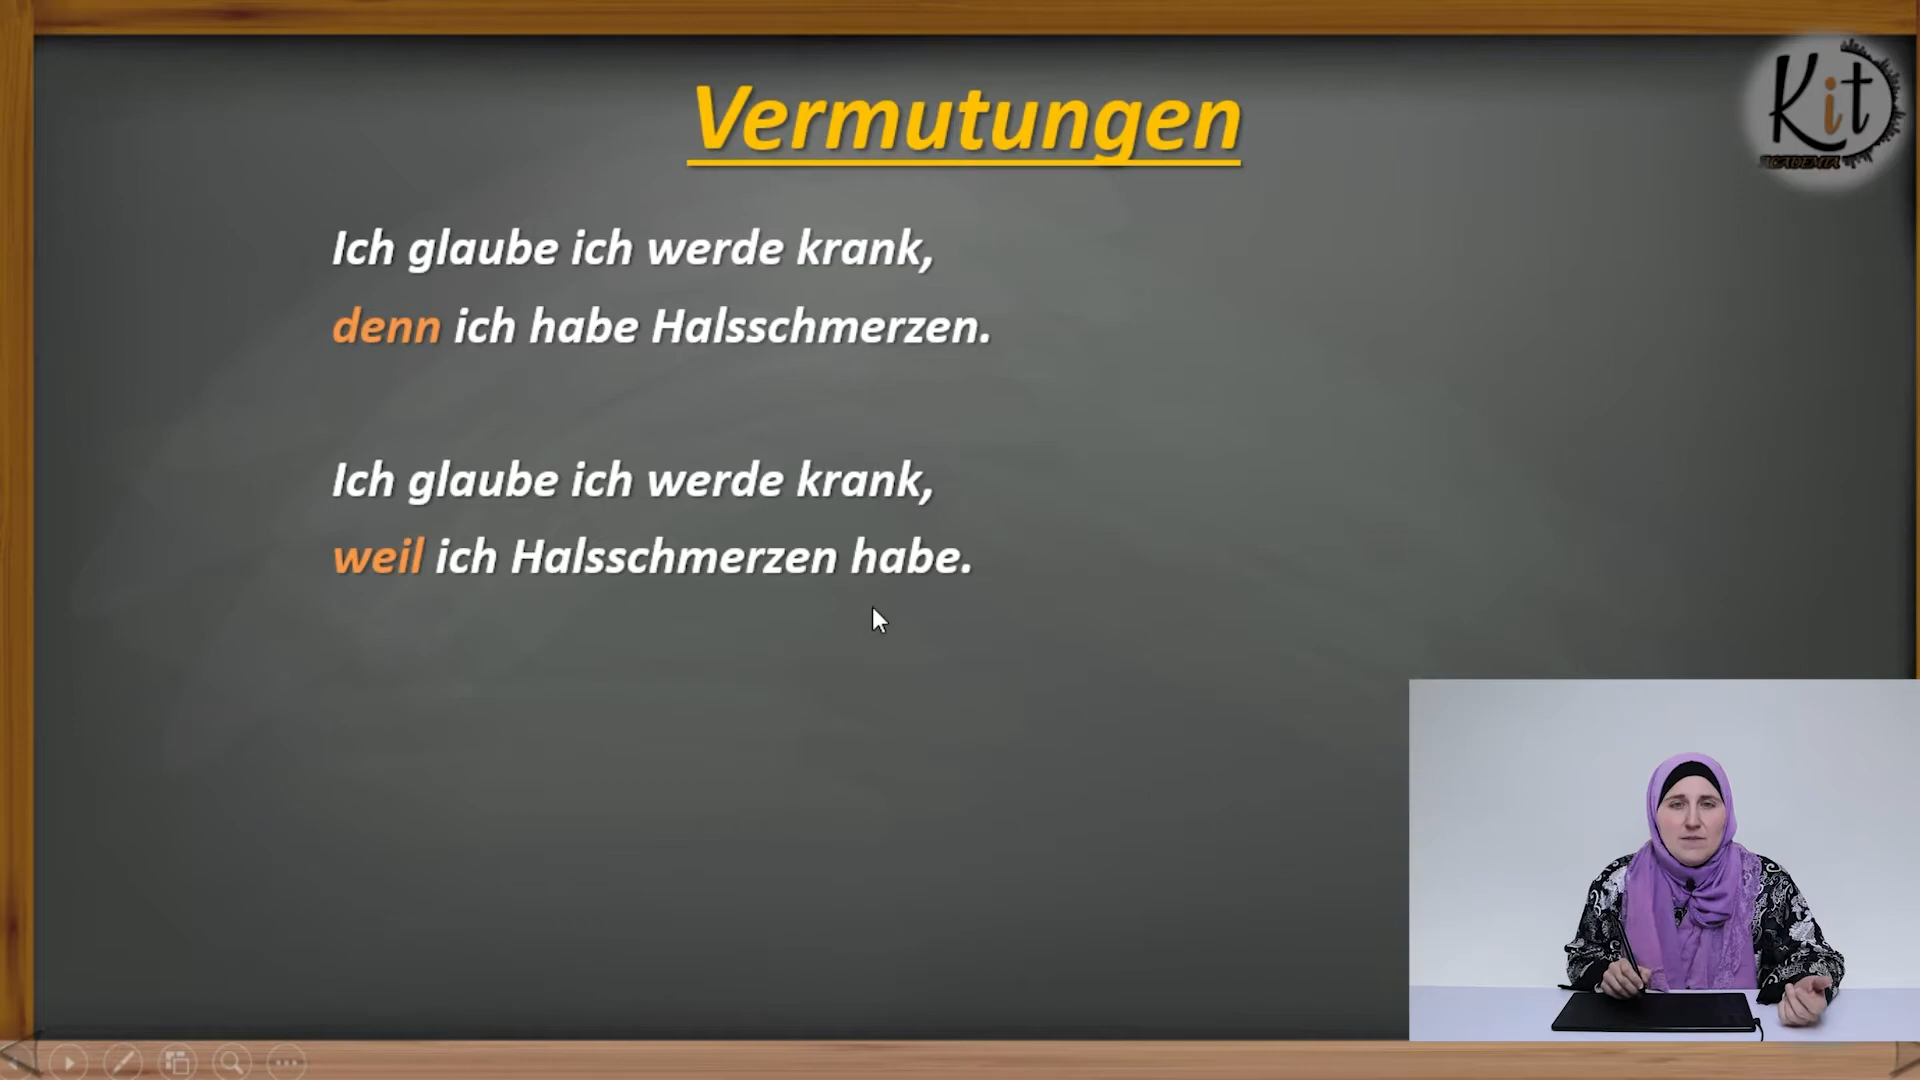 Vermutungen
Kit
ACADEMIA
Ich glaube ich werde krank,
denn ich habe Halsschmerzen.
Ich glaube ich werde krank,
weil ich Halsschmerzen habe.